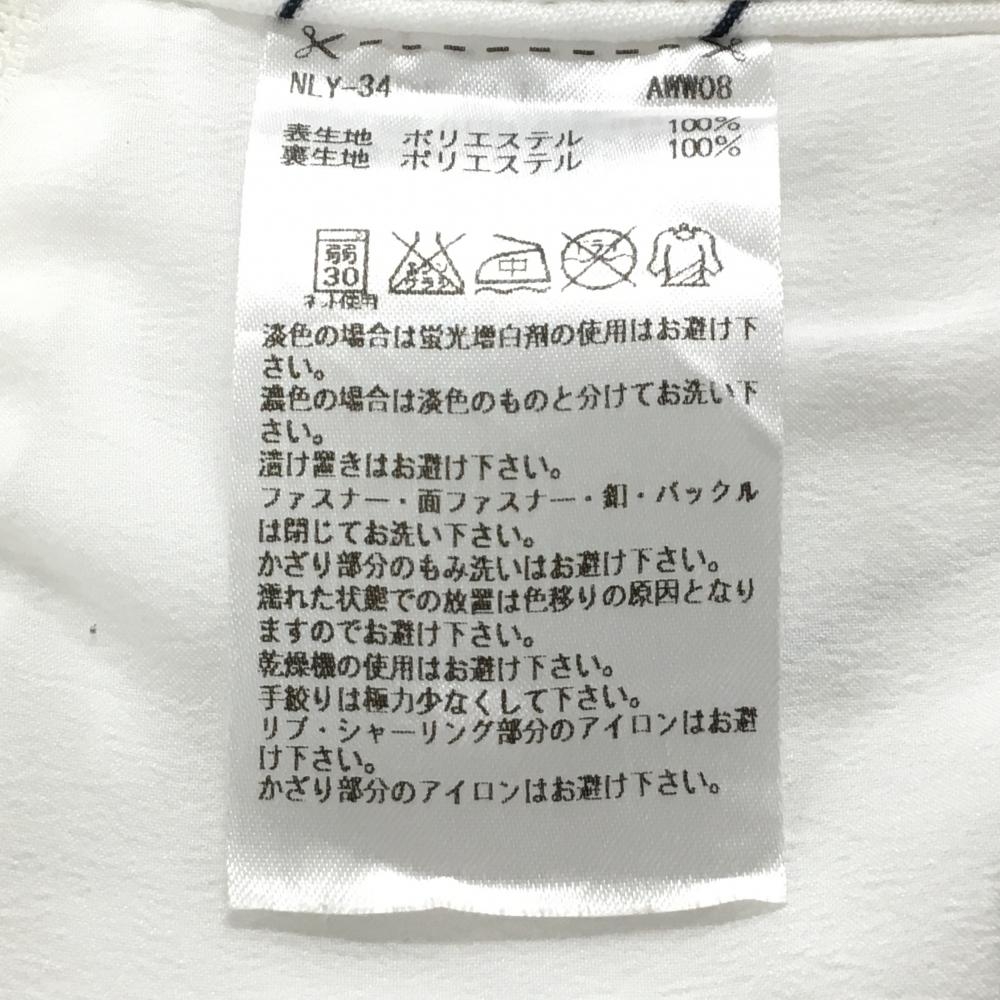 NLY-34 AWW08
表生地 ポリエステル 100%
裏生地 ポリエステル 100%
弱
30
ネット使用
エンソ
サラシ
中
ドライ
淡色の場合は蛍光増白剤の使用はお避け下
さい。
濃色の場合は淡色のものと分けてお洗い下
さい。
漬け置きはお避け下さい。
ファスナー・面ファスナー・釦・バックル
は閉じてお洗い下さい。
かざり部分のもみ洗いはお避け下さい。
濡れた状態での放置は色移りの原因となり
ますのでお避け下さい。
乾燥機の使用はお避け下さい。
手絞りは極力少なくして下さい。
リブ・シャーリング部分のアイロンはお避
け下さい。
かざり部分のアイロンはお避け下さい。